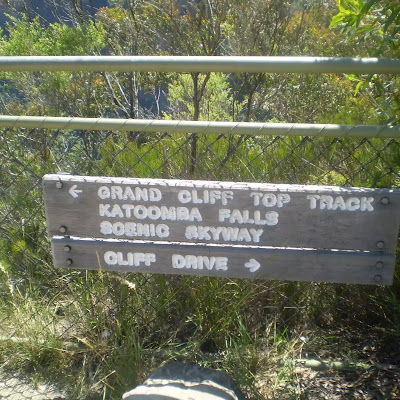 ← GRAND CLIFF TOP TRACK
KATOOMBA FALLS
SCENIC SKYWAY
CLIFF DRIVE →